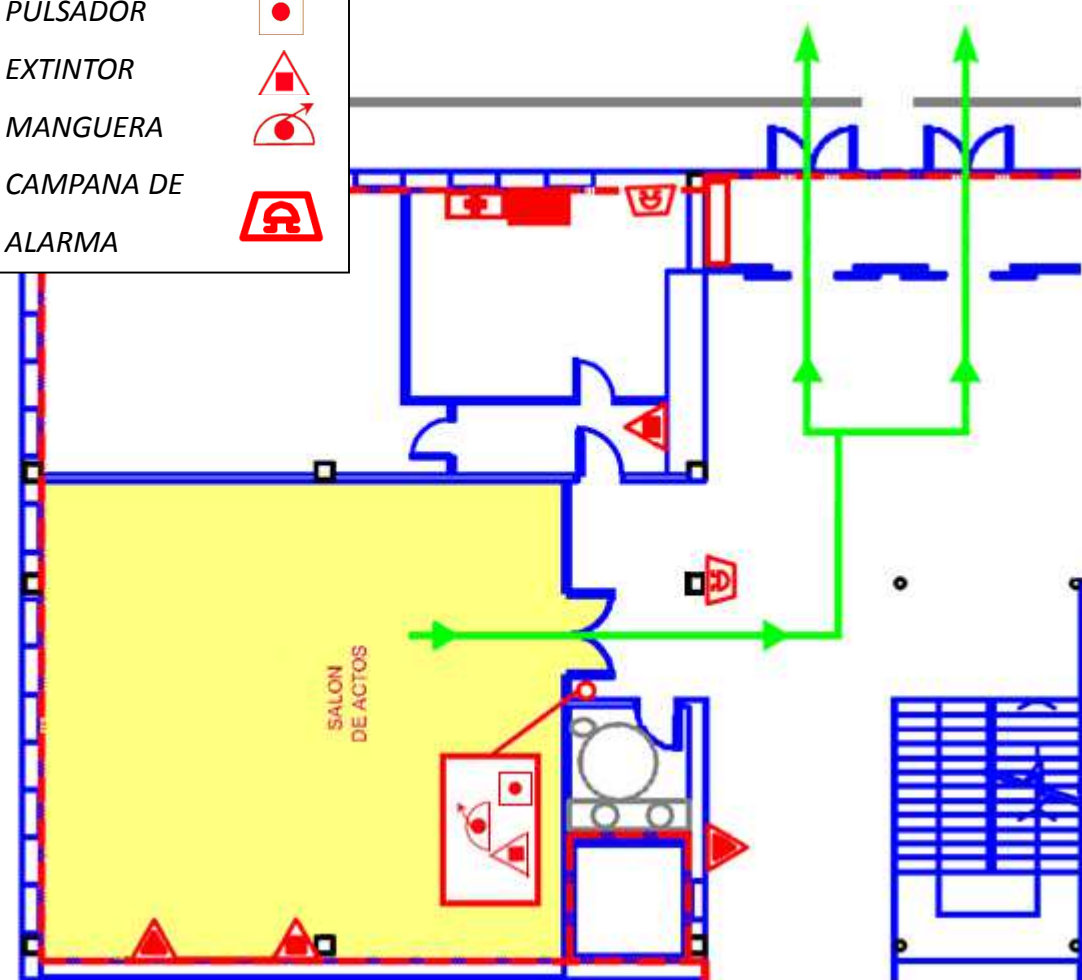 PULSADOR
EXTINTOR
MANGUERA
CAMPANA DE
ALARMA
SALON
DE ACTOS